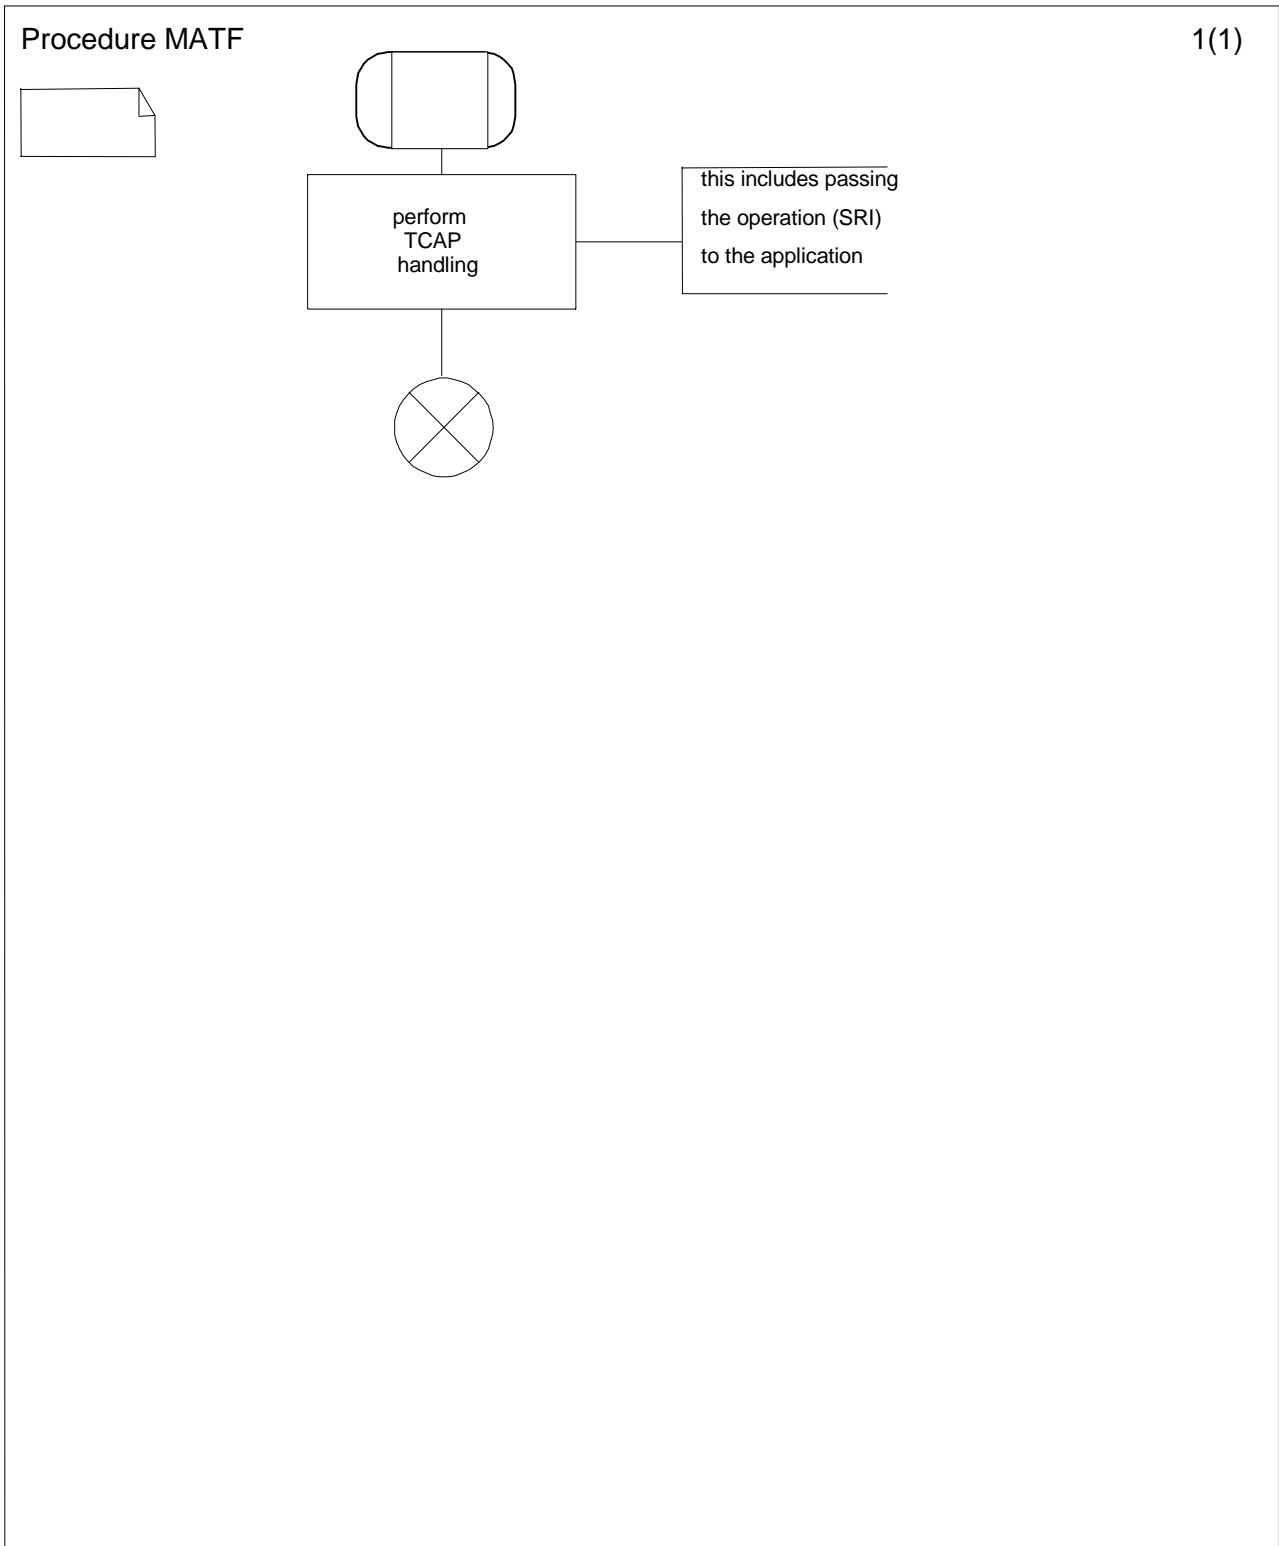 Procedure MATF
1(1)
perform
TCAP
handling
this includes passing
the operation (SRI)
to the application